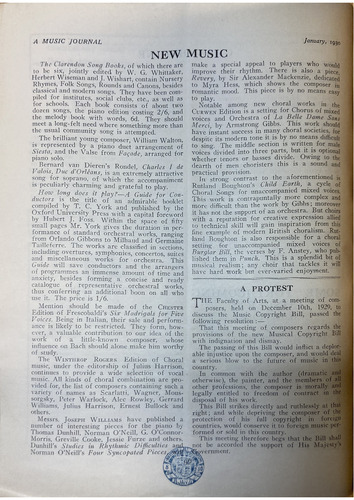 A MUSIC JOURNAL
January, 1930
NEW MUSIC
The Clarendon Song Books, of which there are
to be six, jointly edited by W. G. Whittaker,
Herbert Wiseman and J. Wishart, contain Nursery
Rhymes, Folk Songs, Rounds and Canons, besides
classical and modern songs. They have been com-
piled for institutes, social clubs, etc., as well as
for schools. Each book consists of about two
dozen songs, the piano edition costing 2/6, and
the melody book with words, 6d. They should
meet a long-felt need where something more than
the usual community song is attempted.
The brilliant young composer, William Walton,
is represented by a piano duet arrangement of
Siesta, and the Valse from Façade, arranged for
piano solo.
Bernard van Dieren's Rondel, Charles I de
Valois, Duc d'Orléans, is an extremely attractive
song for soprano, of which the accompaniment is
peculiarly charming and grateful to play.
How long does it play?—A Guide for Con-
ductors is the title of an admirable booklet
compiled by T. C. York and published by the
Oxford University Press with a capital foreword
by Hubert J. Foss. Within the space of fifty
small pages Mr. York gives the duration in per-
formance of standard orchestral works, ranging
from Orlando Gibbons to Milhaud and Germaine
Tailleferre. The works are classified in sections,
including overtures, symphonies, concertos, suites
and miscellaneous works for orchestra. This
Guide will save conductors and the arrangers
of programmes an immense amount of time and
anxiety, besides forming a concise and ready
catalogue of representative orchestral works,
thus conferring an additional boon on all who
use it. The price is 1/6.
Mention should be made of the CHESTER
Edition of Frescobaldi's Six Madrigals for Five
Voices. Being in Italian, their sale and perform-
ance is likely to be restricted. They form, how-
ever, a valuable contribution to our idea of the
work of a little-known composer, whose
influence on Bach should alone make him worthy
of study.
The WINTHROP ROGERS Edition of Choral
music, under the editorship of Julius Harrison,
continues to provide a wide selection of vocal
music. All kinds of choral combination are pro-
vided for, the list of composers containing such a
variety of names as Scarlatti, Wagner, Mous-
sorgsky, Peter Warlock, Alec Rowley, Gerrard
Williams, Julius Harrison, Ernest Bullock and
others.
Messrs. JOSEPH WILLIAMS have published a
number of interesting pieces for the piano by
Thomas Dunhill, Norman O'Neill, G. O'Connor-
Morris, Greville Cooke, Jessie Furze and others.
Dunhill's Studies in Rhythmic Difficulties and
Norman O'Neill's Four Syncopated Pieces
make a special appeal to players who would
improve their rhythm. There is also a piece,
Revery, by Sir Alexander Mackenzie, dedicated
to Myra Hess, which shows the composer in
romantic mood. This piece is by no means easy
to play.
Notable among new choral works in the
CURWEN Edition is a setting for Chorus of mixed
voices and Orchestra of La Belle Dame Sans
Merci, by Armstrong Gibbs. This work should
have instant success in many choral societies, for
despite its modern tone it is by no means difficult
to sing. The middle section is written for male
voices divided into three parts, but it is optional
whether tenors or basses divide. Owing to the
dearth of men choristers this is a sound and
practical provision.
In strong contrast to the aforementioned is
Rutland Boughton's Child Earth, a cycle of
Choral Songs for unaccompanied mixed voices.
This work is contrapuntally complex and more
difficult than the work by Gibbs; moreover
it has not the support of an orchestra. But choirs
with a reputation for creative expression allied
to technical skill will gain inspiration from this
fine example of modern British choralism. Rut-
land Boughton is also responsible for a choral
setting for unaccompanied mixed voices of
Burster Bill, the words by P. Anstey, who pub-
lished them in Punch. This is a splendid bit of
humour, and any choir that tackles it will
have hard work but ever-varied enjoyment.
A PROTEST
THE Faculty of Arts, at a meeting of com-
posers, held on December 10th, 1929, to
discuss the Music Copyright Bill, passed the
following resolution:—
That this meeting of composers regards the
provisions of the new Musical Copyright Bill
with indignation and dismay.
The passing of this Bill would inflict a deplor-
able injustice upon the composer, and would deal
a serious blow to the future of music in this
country.
In common with the author (dramatic and
otherwise), the painter, and the members of all
other professions, the composer is morally and
legally entitled to freedom of contract in the
disposal of his work.
This Bill strikes directly and ruthlessly at that
right; and while depriving the composer of the
protection of full copyright in foreign
countries, would conserve it to foreign music per-
formed or sold in this country.
This meeting therefore begs that the Bill shall
not be accorded the support of His Majesty's
Government.